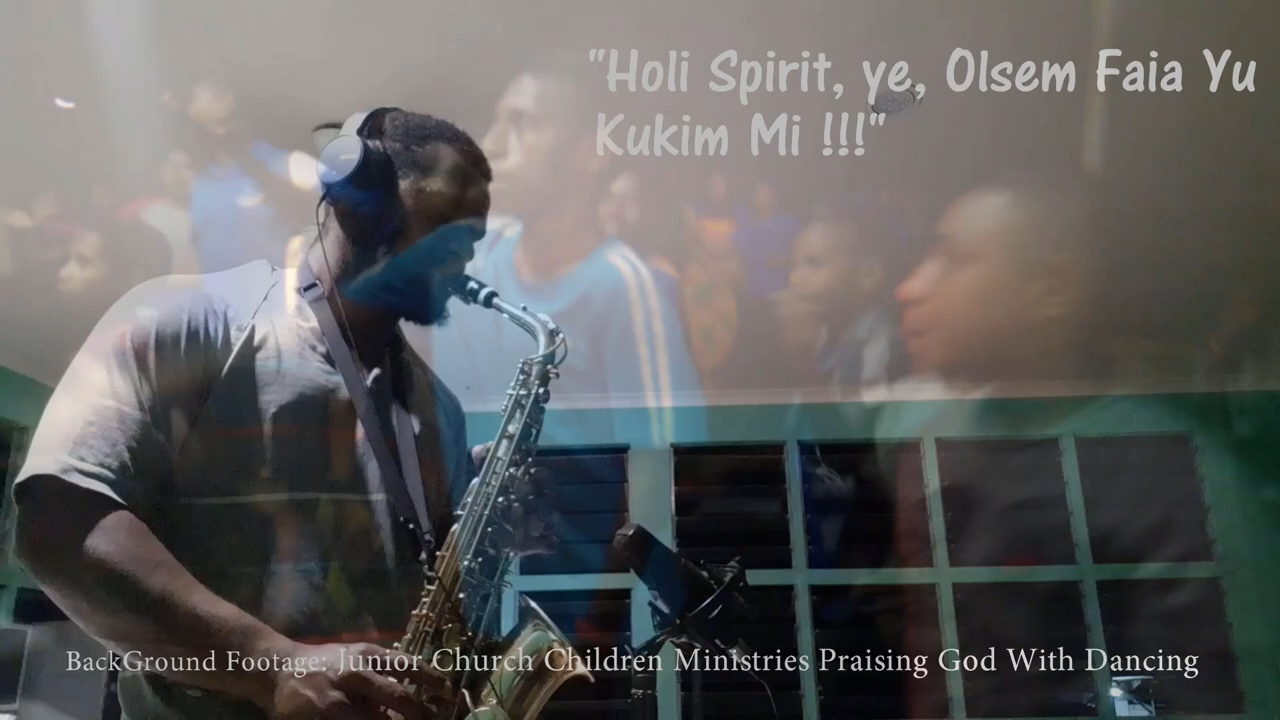 "Holi Spirit, ye, Olsem Faia Yu
Kukim Mi !!!"
BackGround Footage: Junior Church Children Ministries Praising God With Dancing